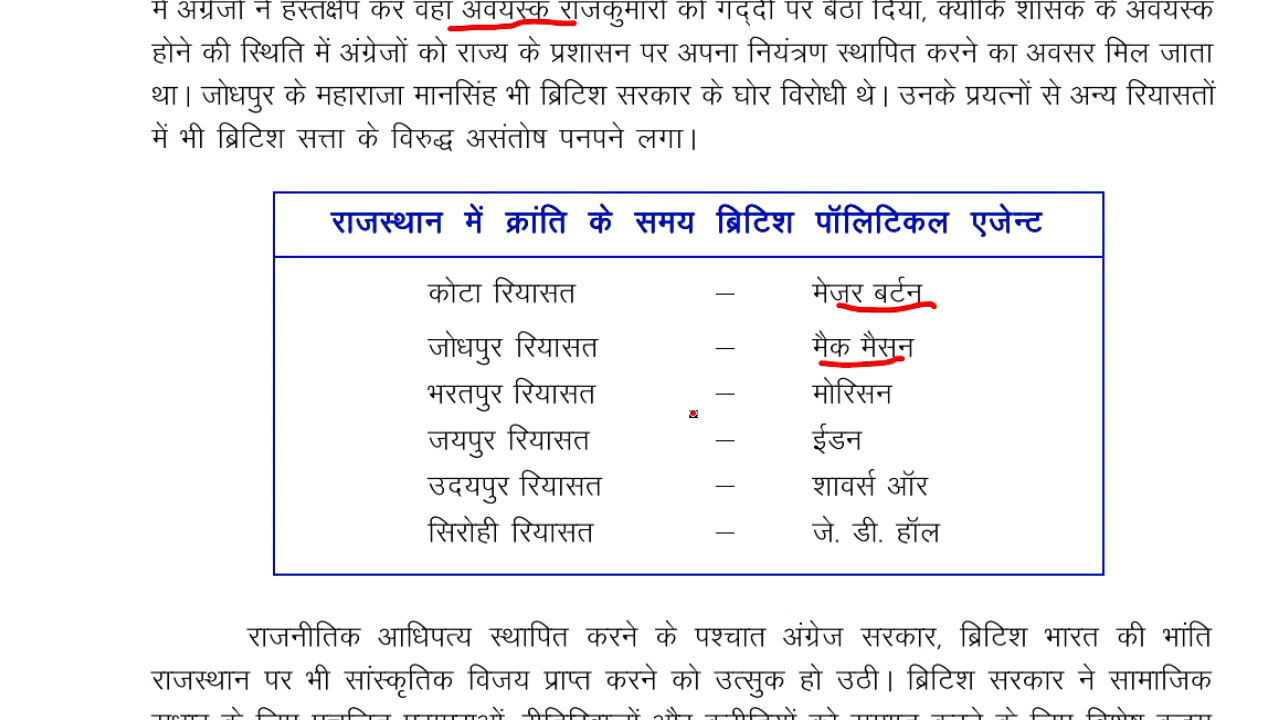 में अंग्रेजों ने हस्तक्षेप कर वहाँ अवयस्क राजकुमारों को गद्दी पर बैठा दिया, क्योंकि शासक के अवयस्क
होने की स्थिति में अंग्रेजों को राज्य के प्रशासन पर अपना नियंत्रण स्थापित करने का अवसर मिल जाता
था। जोधपुर के महाराजा मानसिंह भी ब्रिटिश सरकार के घोर विरोधी थे। उनके प्रयत्नों से अन्य रियासतों
में भी ब्रिटिश सत्ता के विरुद्ध असंतोष पनपने लगा।
राजस्थान में क्रांति के समय ब्रिटिश पॉलिटिकल एजेन्ट
कोटा रियासत – मेजर बर्टन
जोधपुर रियासत – मैक मैसन
भरतपुर रियासत – मोरिसन
जयपुर रियासत – ईडन
उदयपुर रियासत – शावर्स ऑर
सिरोही रियासत – जे. डी. हॉल
राजनीतिक आधिपत्य स्थापित करने के पश्चात अंग्रेज सरकार, ब्रिटिश भारत की भांति
राजस्थान पर भी सांस्कृतिक विजय प्राप्त करने को उत्सुक हो उठी। ब्रिटिश सरकार ने सामाजिक